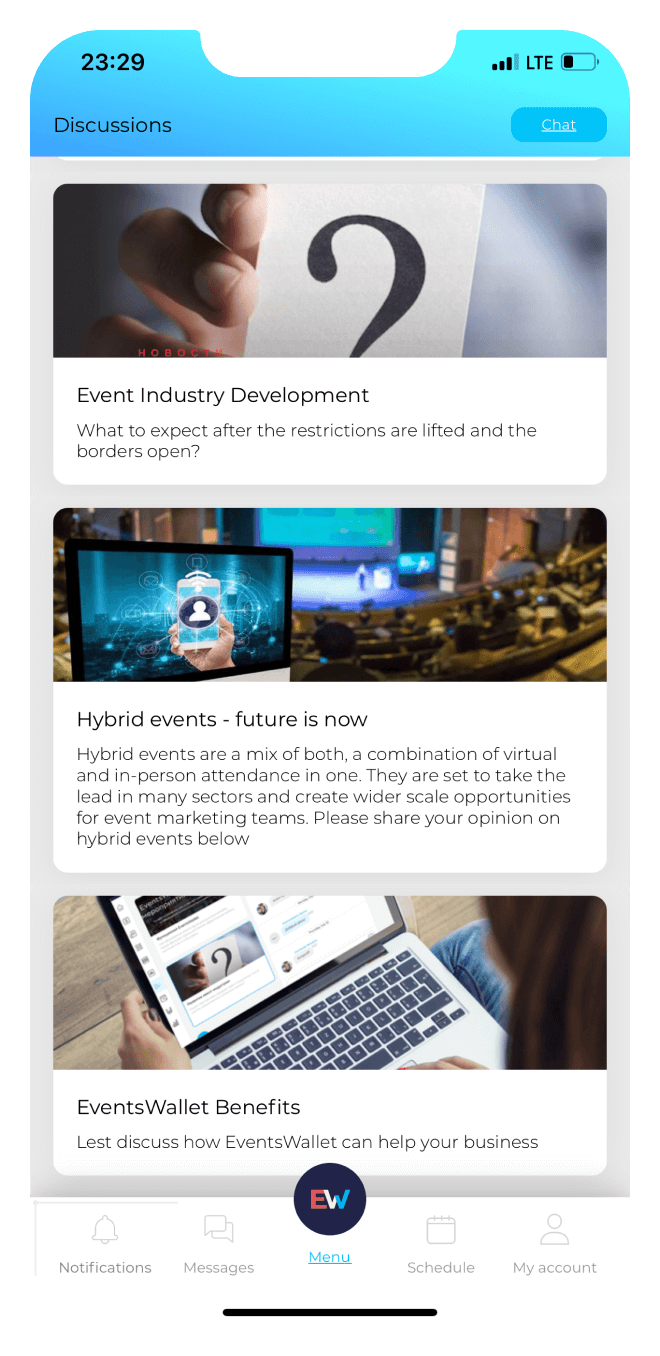 23:29
LTE
Discussions
Chat
НОВОСТИ
Event Industry Development
What to expect after the restrictions are lifted and the
borders open?
Hybrid events - future is now
Hybrid events are a mix of both, a combination of virtual
and in-person attendance in one. They are set to take the
lead in many sectors and create wider scale opportunities
for event marketing teams. Please share your opinion on
hybrid events below
EventsWallet Benefits
Lest discuss how EventsWallet can help your business
EW
Notifications
Messages
Menu
Schedule
My account